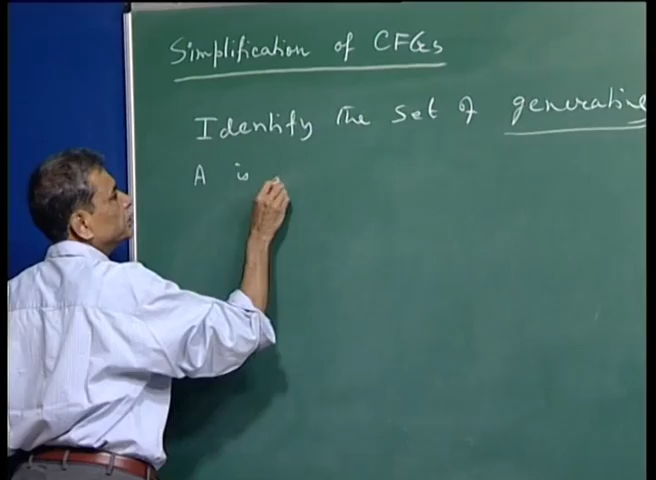 Simplification of CFGs
Identify the set of generative
A is